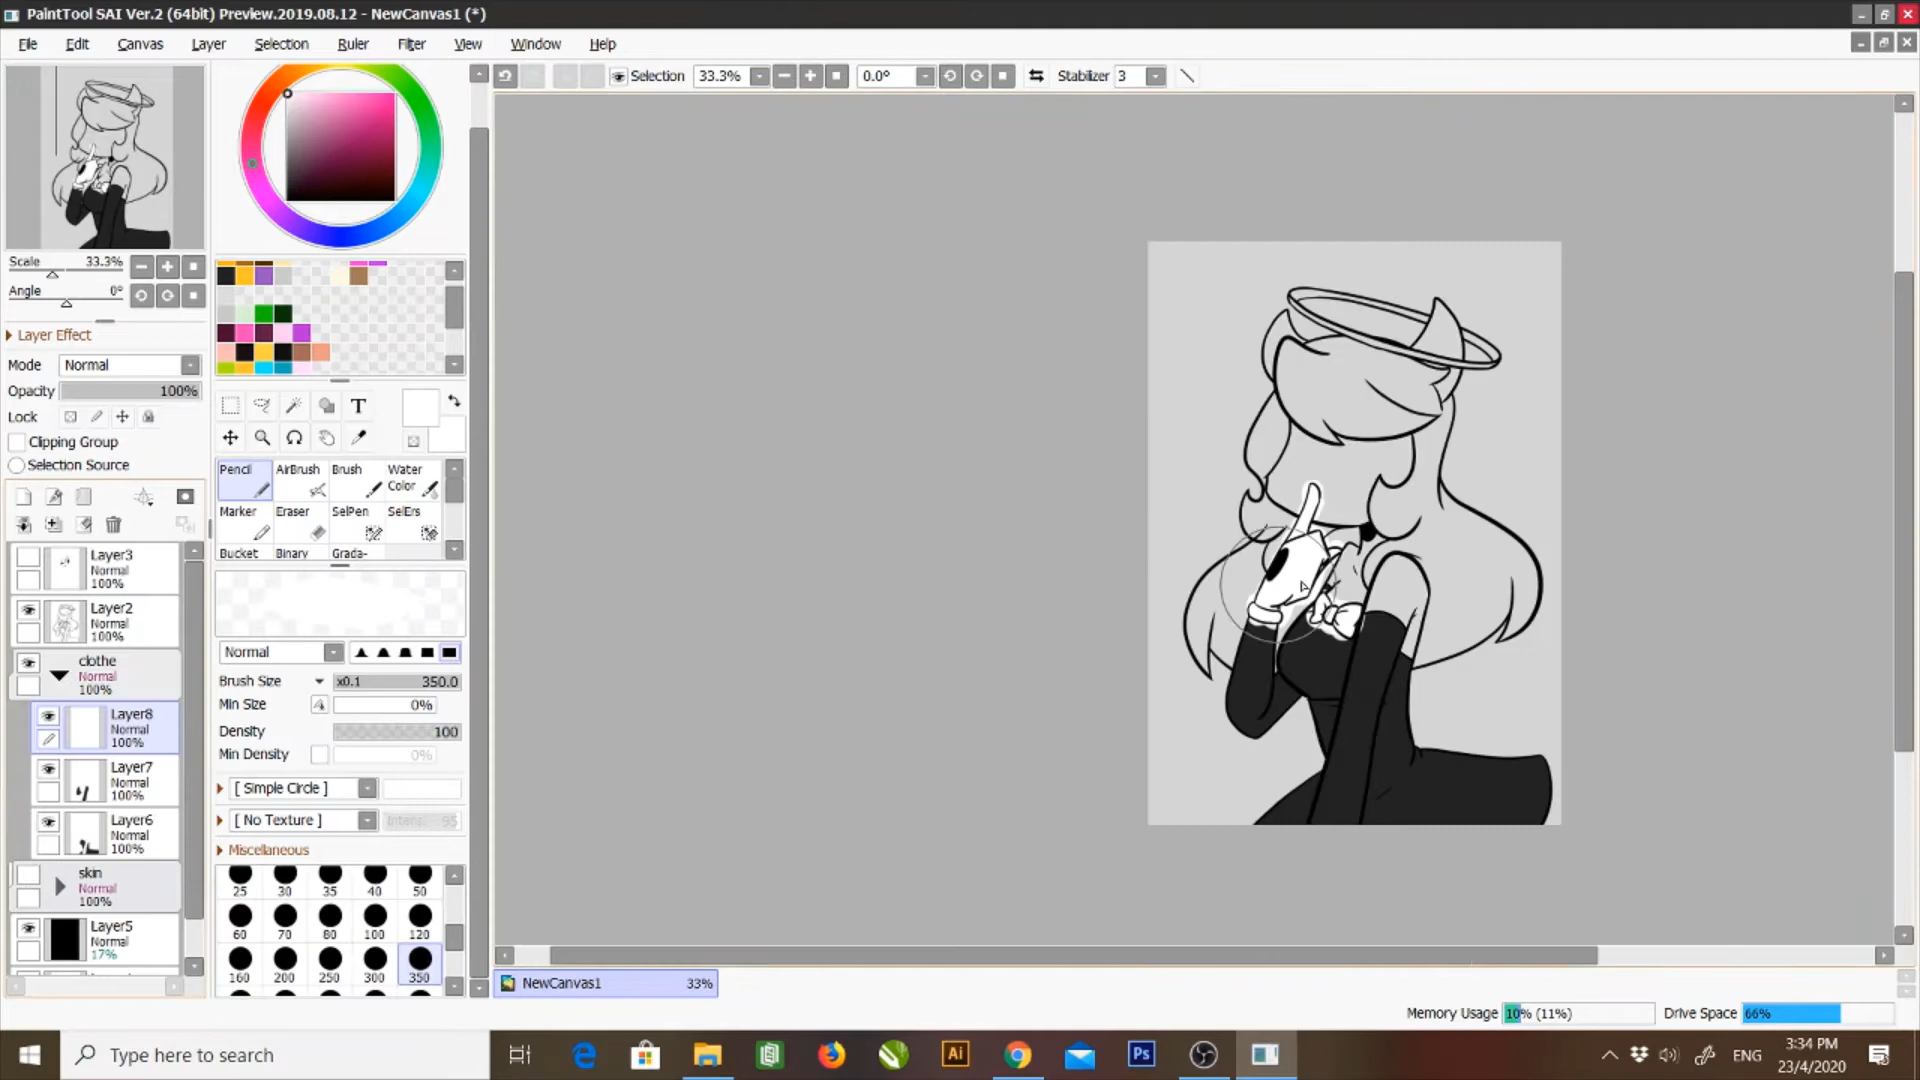 PaintTool SAI Ver.2 (64bit) Preview.2019.08.12 - NewCanvas1 (*)
File Edit Canvas Layer Selection Ruler Filter View Window Help
Selection 33.3% 0.0° Stabilizer 3
Scale 33.3%
Angle 0°
Layer Effect
Mode Normal
Opacity 100%
Lock
Clipping Group
Selection Source
Layer3
Normal
100%
Layer2
Normal
100%
clothe
Normal
100%
Layer8
Normal
100%
Layer7
Normal
100%
Layer6
Normal
100%
skin
Normal
100%
Layer5
Normal
17%
T
Pencil AirBrush Brush Water Color
Marker Eraser SelPen SelErs
Bucket Binary Grada-
Normal
Brush Size x0.1 350.0
Min Size 0%
Density 100
Min Density 0%
[ Simple Circle ]
[ No Texture ] Intens. 95
Miscellaneous
25 30 35 40 50
60 70 80 100 120
160 200 250 300 350
NewCanvas1 33%
Memory Usage 10% (11%) Drive Space 66%
Type here to search
Ai
Ps
ENG
3:34 PM
23/4/2020